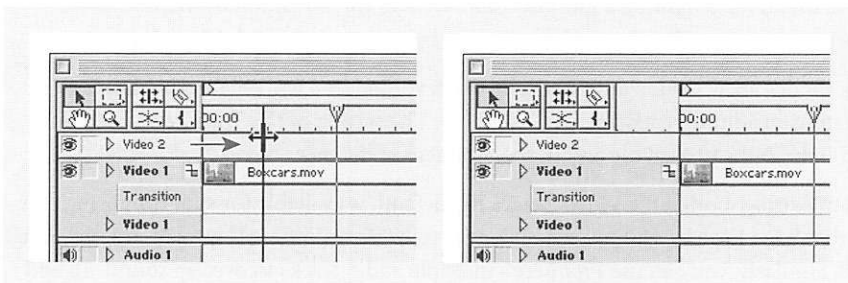 00:00
Video 2
Video 1
Boxcars.mov
Transition
Video 1
Audio 1
00:00
Video 2
Video 1
Boxcars.mov
Transition
Video 1
Audio 1